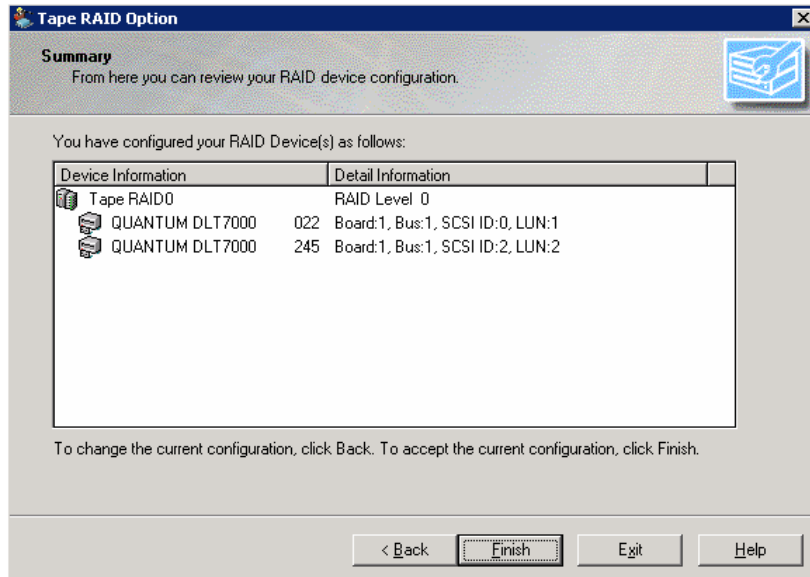 Tape RAID Option
Summary
From here you can review your RAID device configuration.
You have configured your RAID Device(s) as follows:
Device Information Detail Information
Tape RAID0 RAID Level 0
QUANTUM DLT7000 022 Board:1, Bus:1, SCSI ID:0, LUN:1
QUANTUM DLT7000 245 Board:1, Bus:1, SCSI ID:2, LUN:2
To change the current configuration, click Back. To accept the current configuration, click Finish.
< Back Finish Exit Help